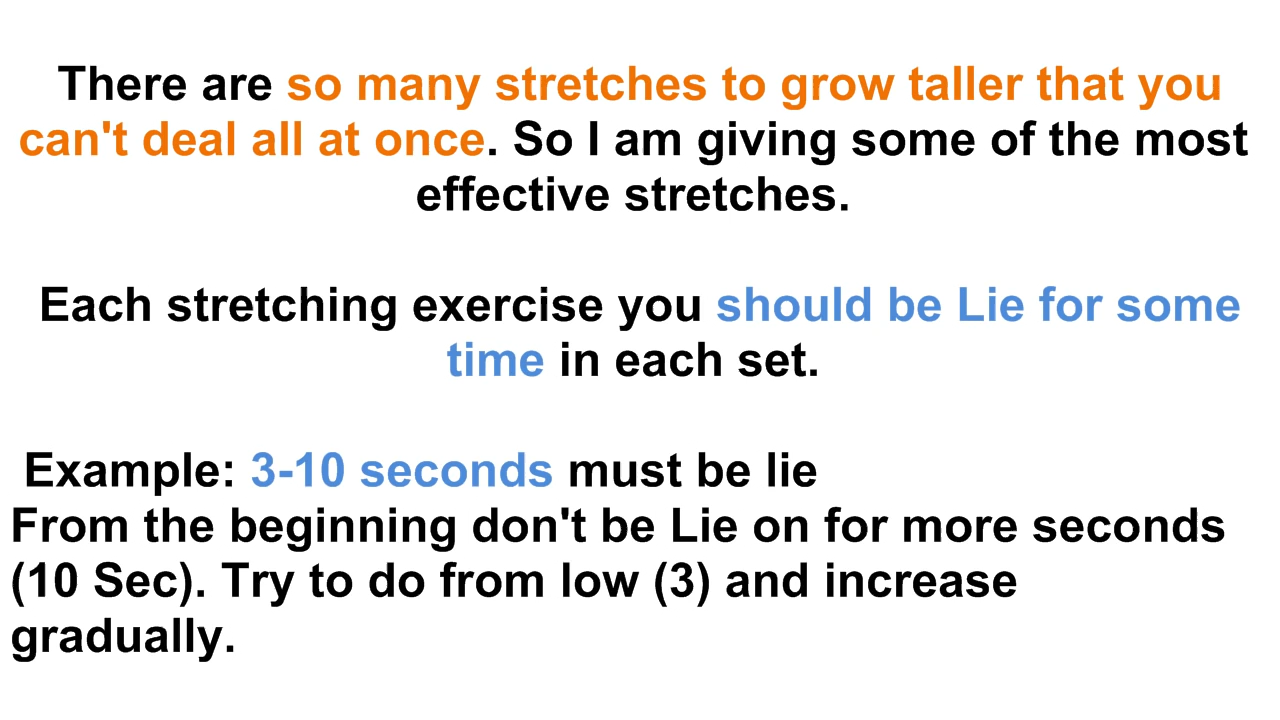 There are so many stretches to grow taller that you
can't deal all at once. So I am giving some of the most
effective stretches.
Each stretching exercise you should be Lie for some
time in each set.
Example: 3-10 seconds must be lie
From the beginning don't be Lie on for more seconds
(10 Sec). Try to do from low (3) and increase
gradually.